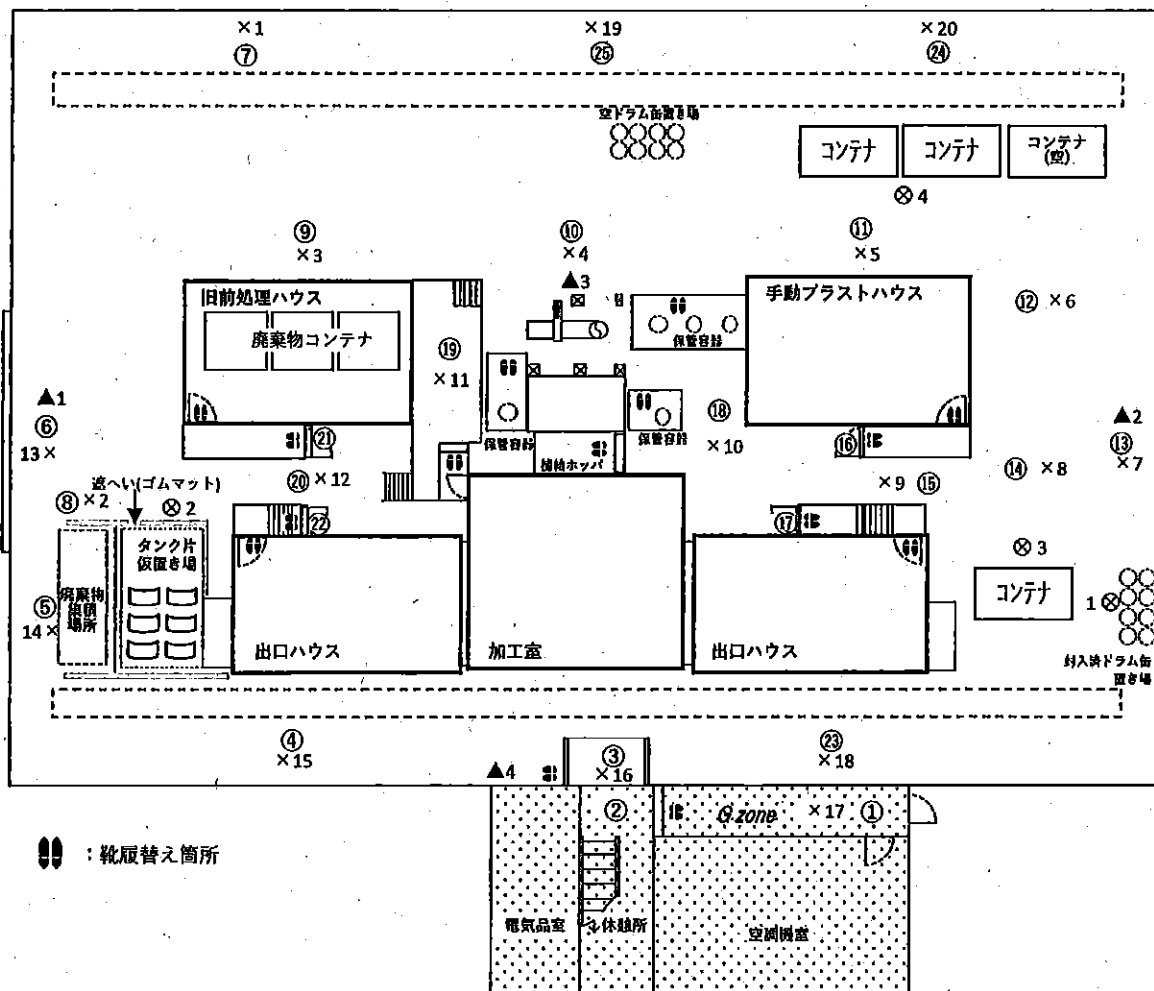 ×1
×19
×20
⑦
㉕
㉔
空ドラム缶置き場
コンテナ
コンテナ
コンテナ
(空)
⊗4
⑨
×3
⑩
×4
▲3
⑪
×5
旧前処理ハウス
廃棄物コンテナ
手動ブラストハウス
⑫ ×6
保管容器
⑲
×11
▲1
⑥
13×
▲2
⑬
×7
保管容器
保管容器
⑱
×10
㉑
⑯
⑭ ×8
⑳ ×12
×9 ⑮
遮へい(ゴムマット)
⑧ ×2
⊗2
㉒
⑰
⊗3
タンク片
仮置き場
コンテナ
1⊗
⑤
14×
廃棄物
場所
出口ハウス
加工室
出口ハウス
封入済ドラム缶
置き場
④
×15
▲4
③
×16
㉓
×18
②
G zone
×17 ①
:靴履替え箇所
電気品室
休憩所
空調機室